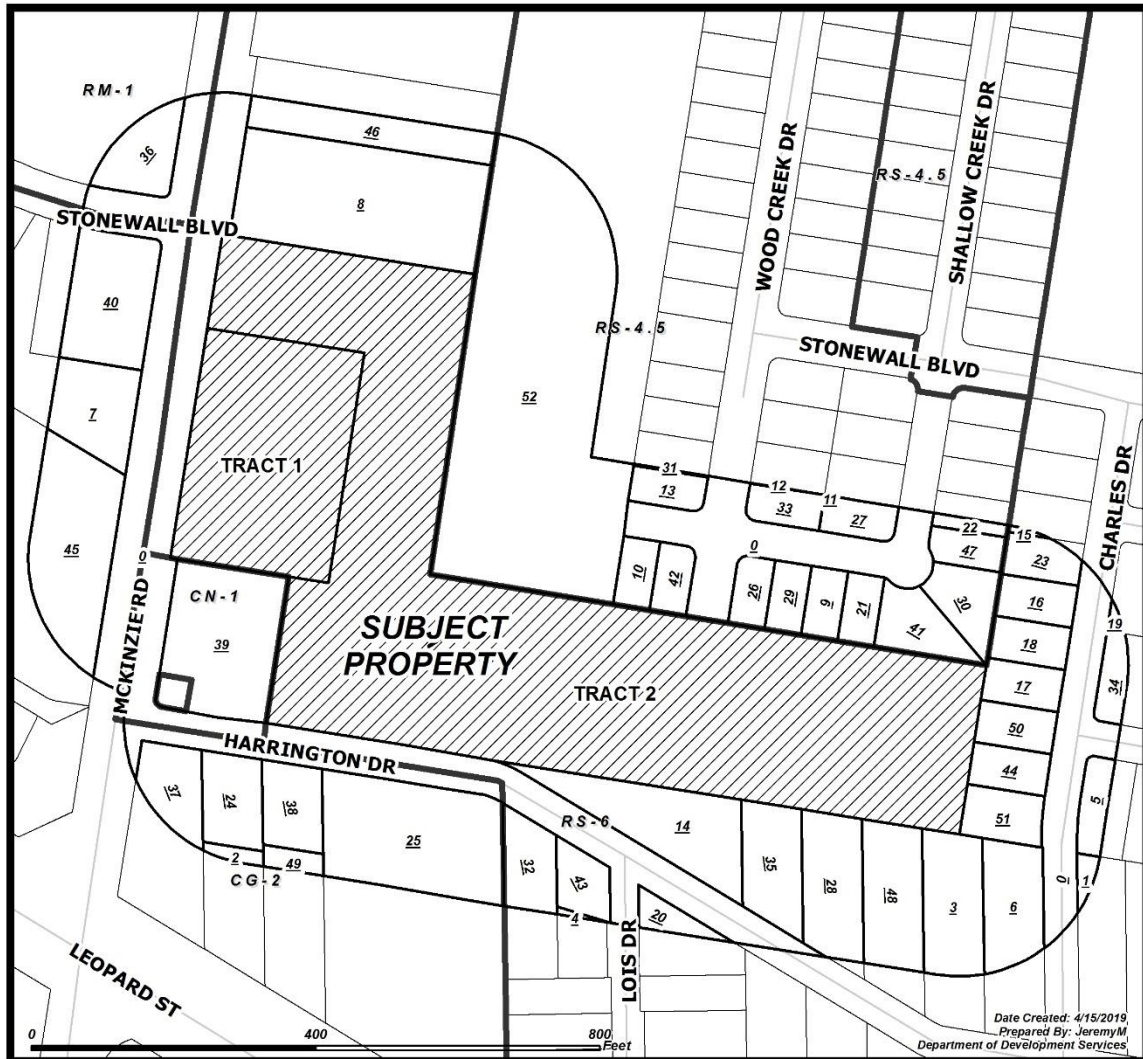 RM-1
36
46
8
STONEWALL BLVD
WOOD CREEK DR
RS-4.5
SHALLOW CREEK DR
40
RS-4.5
STONEWALL BLVD
7
52
TRACT 1
31
13
12
33
11
27
22
47
15
23
CHARLES DR
45
0
0
10
42
26
29
9
21
41
30
16
18
19
34
17
50
44
51
5
CN-1
39
MCKINZIE RD
SUBJECT
PROPERTY
TRACT 2
HARRINGTON DR
37
24
38
25
RS-6
14
35
28
48
3
6
0
1
2
49
CG-2
32
43
4
20
LOIS DR
LEOPARD ST
0 400 800
Feet
Date Created: 4/15/2019
Prepared By: JeremyM
Department of Development Services